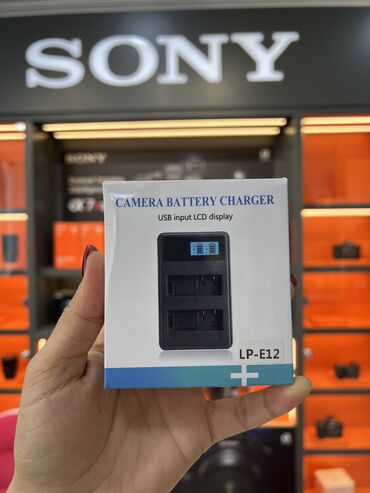 SONY
SONY
CAMERA BATTERY CHARGER
USB input LCD display
LP-E12